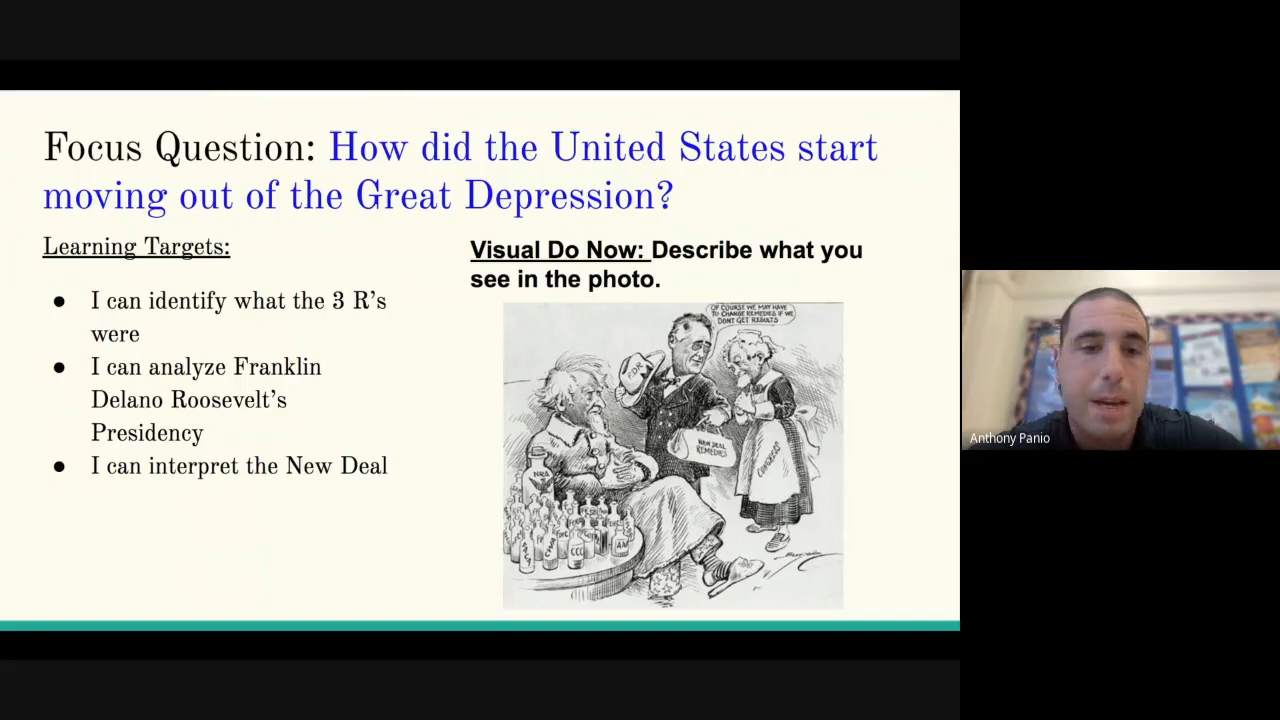 Focus Question: How did the United States start
moving out of the Great Depression?
Learning Targets:
● I can identify what the 3 R's
were
● I can analyze Franklin
Delano Roosevelt's
Presidency
● I can interpret the New Deal
Visual Do Now: Describe what you
see in the photo.
OF COURSE WE MAY HAVE
TO CHANGE REMEDIES IF WE
DON'T GET RESULTS
NEW DEAL
REMEDIES
CONGRESS
NRA
CCC
Anthony Panio